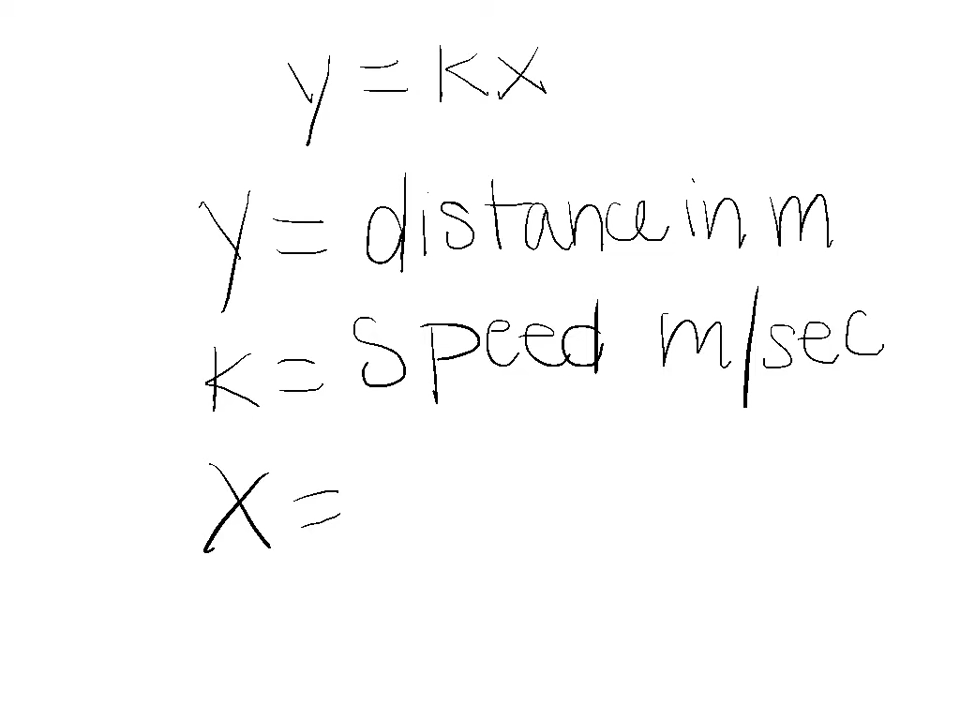 y = kx
y = distance in m
k = Speed m/sec
x =